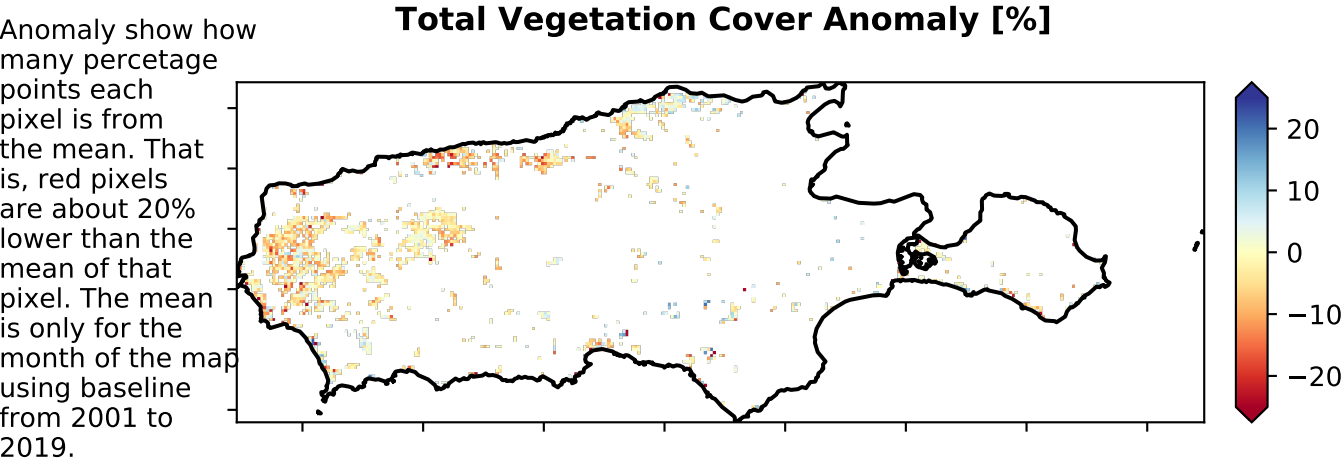 Total Vegetation Cover Anomaly [%]
Anomaly show how
many percetage
points each
pixel is from
the mean. That
is, red pixels
are about 20%
lower than the
mean of that
pixel. The mean
is only for the
month of the map
using baseline
from 2001 to
2019.
20
10
0
−10
−20